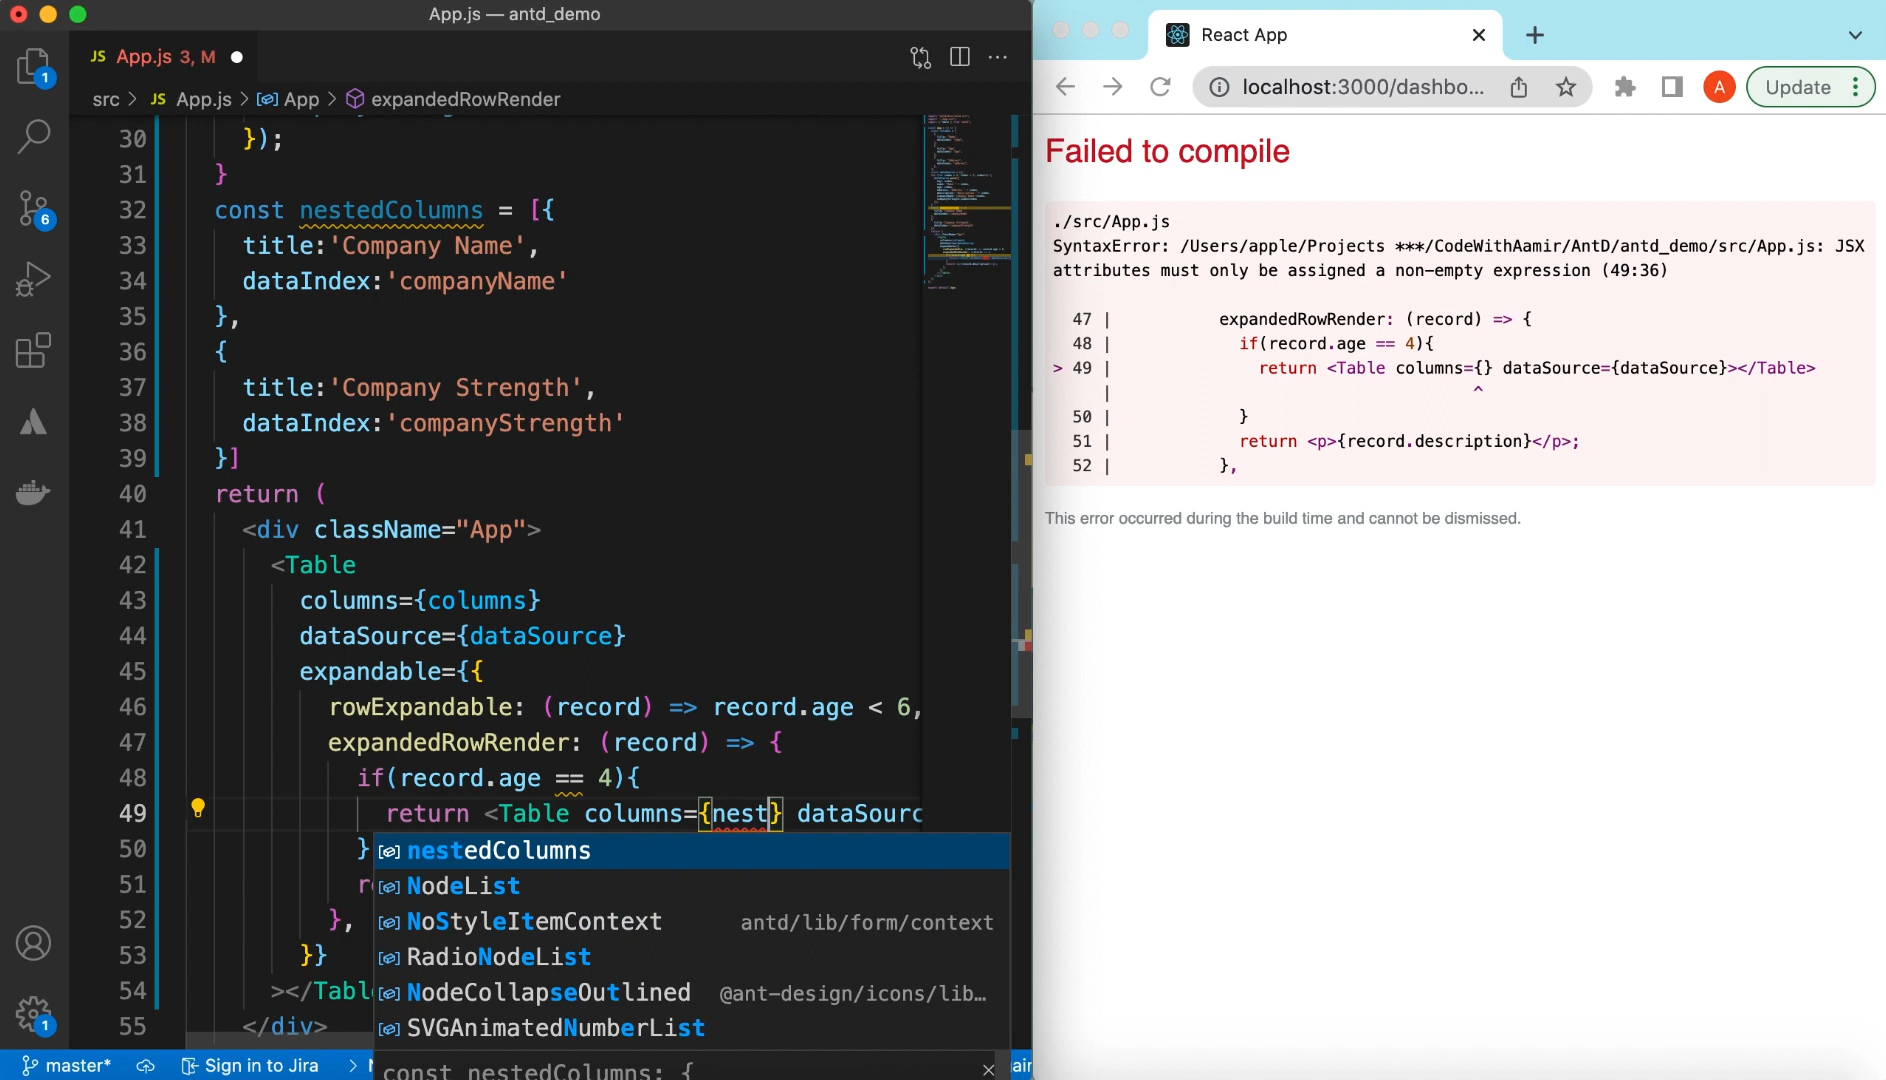 App.js — antd_demo
JS App.js 3, M
src > JS App.js > App > expandedRowRender
1
6
1
30 });
31 }
32 const nestedColumns = [{
33 title:'Company Name',
34 dataIndex:'companyName'
35 },
36 {
37 title:'Company Strength',
38 dataIndex:'companyStrength'
39 }]
40 return (
41 <div className="App">
42 <Table
43 columns={columns}
44 dataSource={dataSource}
45 expandable={{
46 rowExpandable: (record) => record.age < 6,
47 expandedRowRender: (record) => {
48 if(record.age == 4){
49 return <Table columns={nest} dataSourc
50 }
51 r
52 },
53 }}
54 ></Tabl
55 </div>
nestedColumns
NodeList
NoStyleItemContext antd/lib/form/context
RadioNodeList
NodeCollapseOutlined @ant-design/icons/lib…
SVGAnimatedNumberList
const nestedColumns: {
master* Sign in to Jira
React App
localhost:3000/dashbo...
A
Update
Failed to compile
./src/App.js
SyntaxError: /Users/apple/Projects ***/CodeWithAamir/AntD/antd_demo/src/App.js: JSX
attributes must only be assigned a non-empty expression (49:36)
47 | expandedRowRender: (record) => {
48 | if(record.age == 4){
> 49 | return <Table columns={} dataSource={dataSource}></Table>
| ^
50 | }
51 | return <p>{record.description}</p>;
52 | },
This error occurred during the build time and cannot be dismissed.